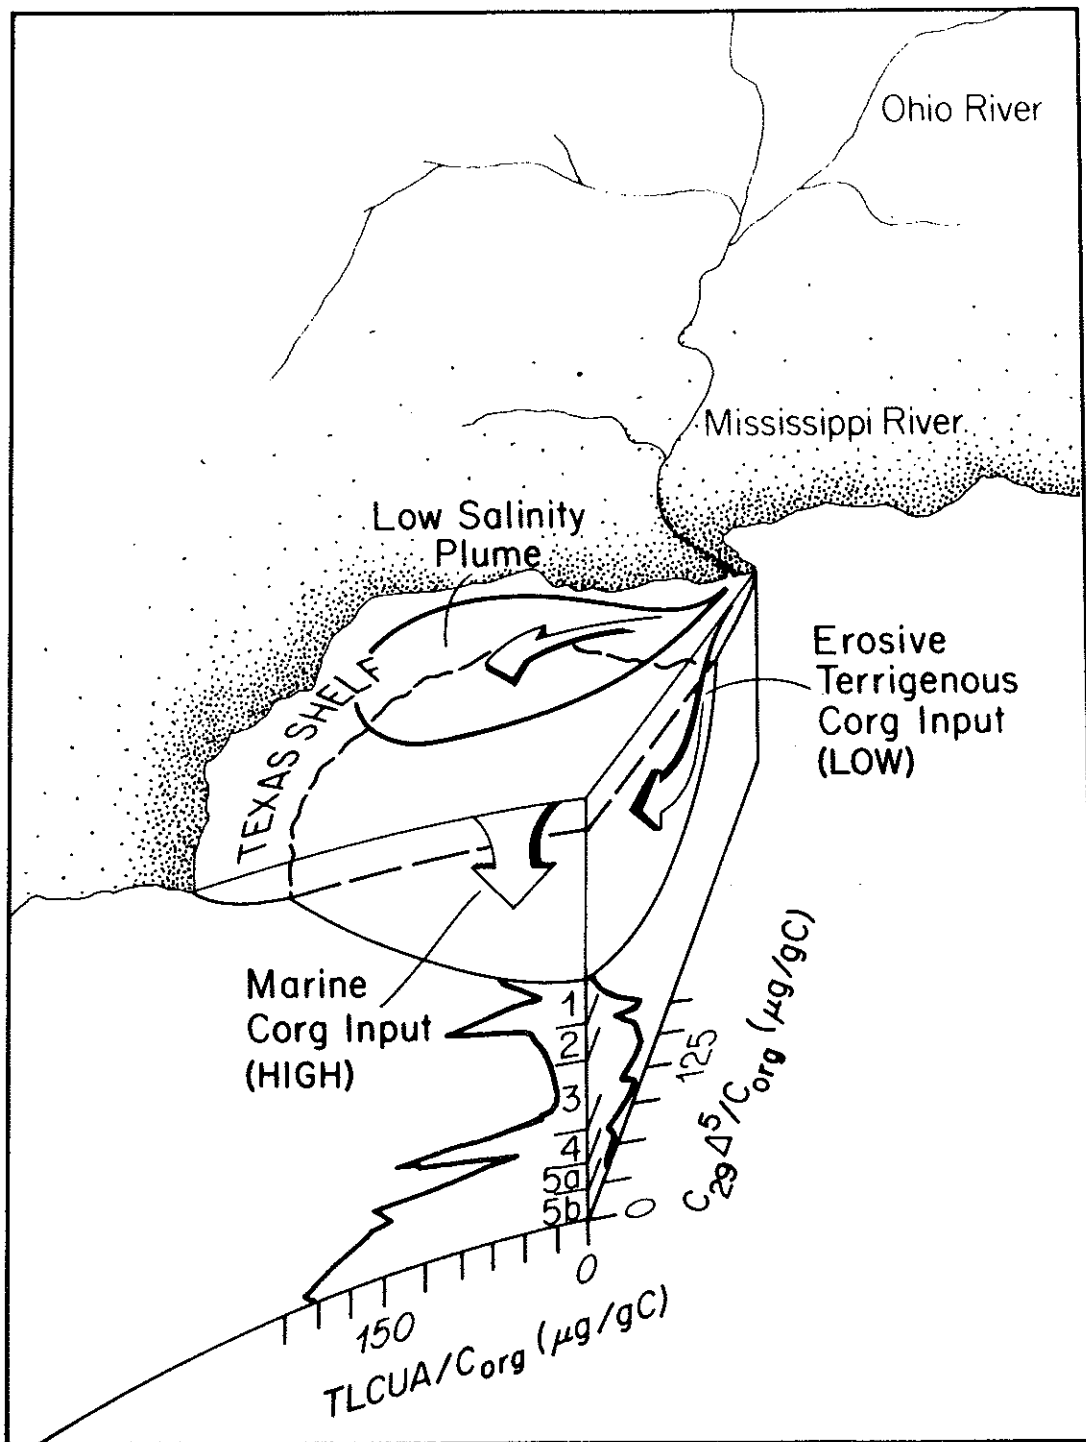 Ohio River
Mississippi River
Low Salinity
Plume
TEXAS SHELF
Erosive
Terrigenous
Corg Input
(LOW)
Marine
Corg Input
(HIGH)
1
2
3
4
5a
5b
125
0
C₂₉Δ⁵/Corg (μg/gC)
0
150
TLCUA/Corg (μg/gC)